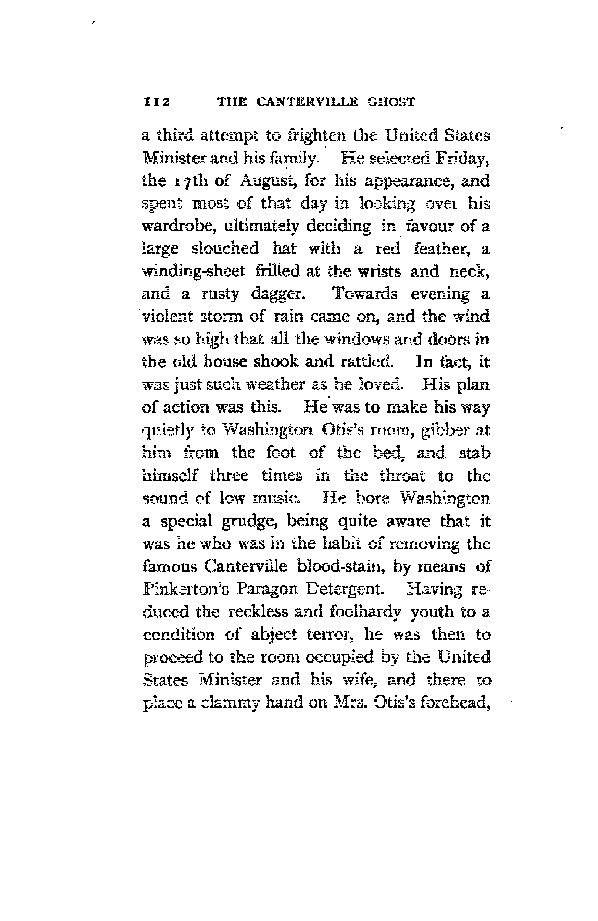 112 THE CANTERVILLE GHOST
a third attempt to frighten the United States
Minister and his family. He selected Friday,
the 17th of August, for his appearance, and
spent most of that day in looking over his
wardrobe, ultimately deciding in favour of a
large slouched hat with a red feather, a
winding-sheet frilled at the wrists and neck,
and a rusty dagger. Towards evening a
violent storm of rain came on, and the wind
was so high that all the windows and doors in
the old house shook and rattled. In fact, it
was just such weather as he loved. His plan
of action was this. He was to make his way
quietly to Washington Otis's room, gibber at
him from the foot of the bed, and stab
himself three times in the throat to the
sound of low music. He bore Washington
a special grudge, being quite aware that it
was he who was in the habit of removing the
famous Canterville blood-stain, by means of
Pinkerton's Paragon Detergent. Having re-
duced the reckless and foolhardy youth to a
condition of abject terror, he was then to
proceed to the room occupied by the United
States Minister and his wife, and there to
place a clammy hand on Mrs. Otis's forehead,